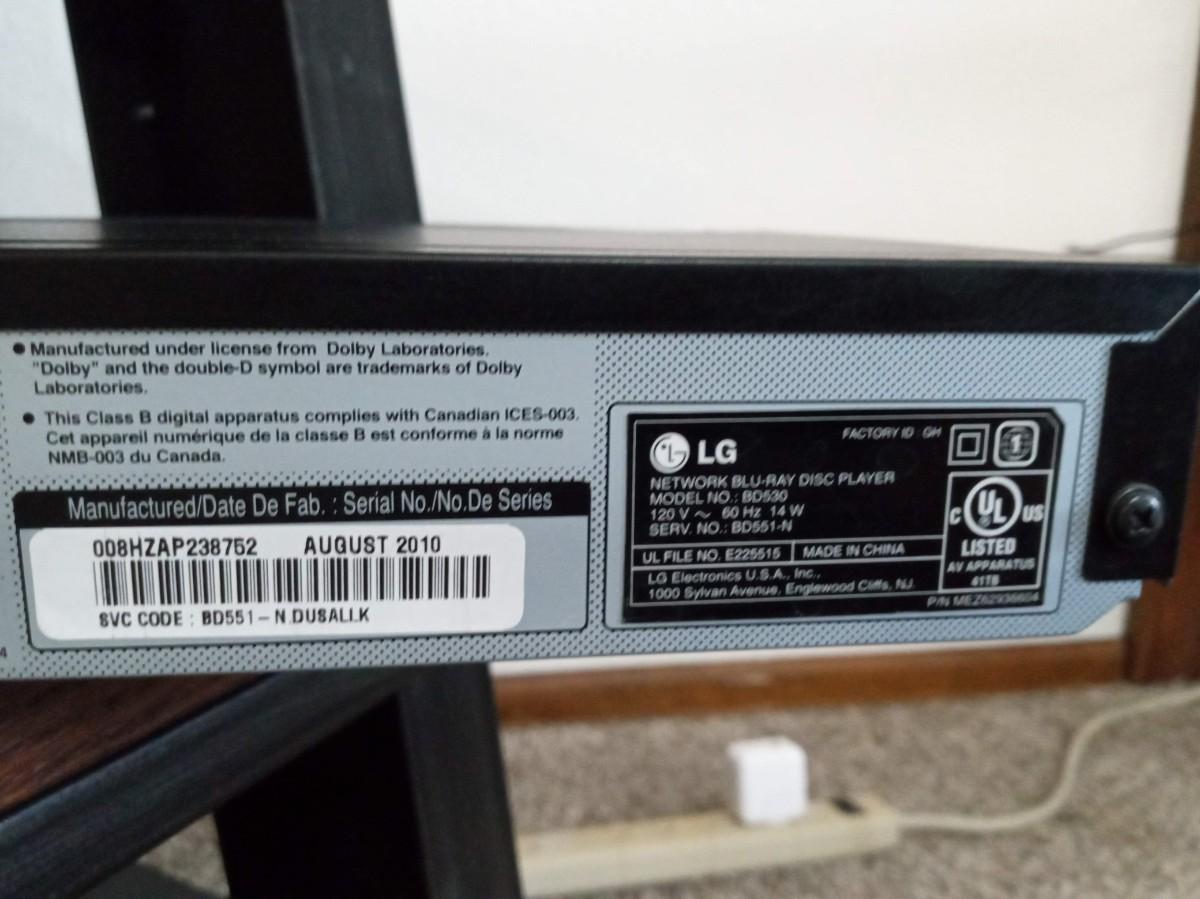 ● Manufactured under license from Dolby Laboratories.
"Dolby" and the double-D symbol are trademarks of Dolby
Laboratories.
● This Class B digital apparatus complies with Canadian ICES-003.
Cet appareil numérique de la classe B est conforme à la norme
NMB-003 du Canada.
Manufactured/Date De Fab. : Serial No./No.De Series
008HZAP238752 AUGUST 2010
SVC CODE : BD551-N.DUSALLK
4
LG
FACTORY ID : GH
1
NETWORK BLU-RAY DISC PLAYER
MODEL NO.: BD530
120 V ~ 60 Hz 14 W
SERV. NO.: BD551-N
UL FILE NO. E225515 MADE IN CHINA
LG Electronics U.S.A., Inc.,
1000 Sylvan Avenue, Englewood Cliffs, NJ.
C UL US
LISTED
AV APPARATUS
41TB
P/N MEZ62936604